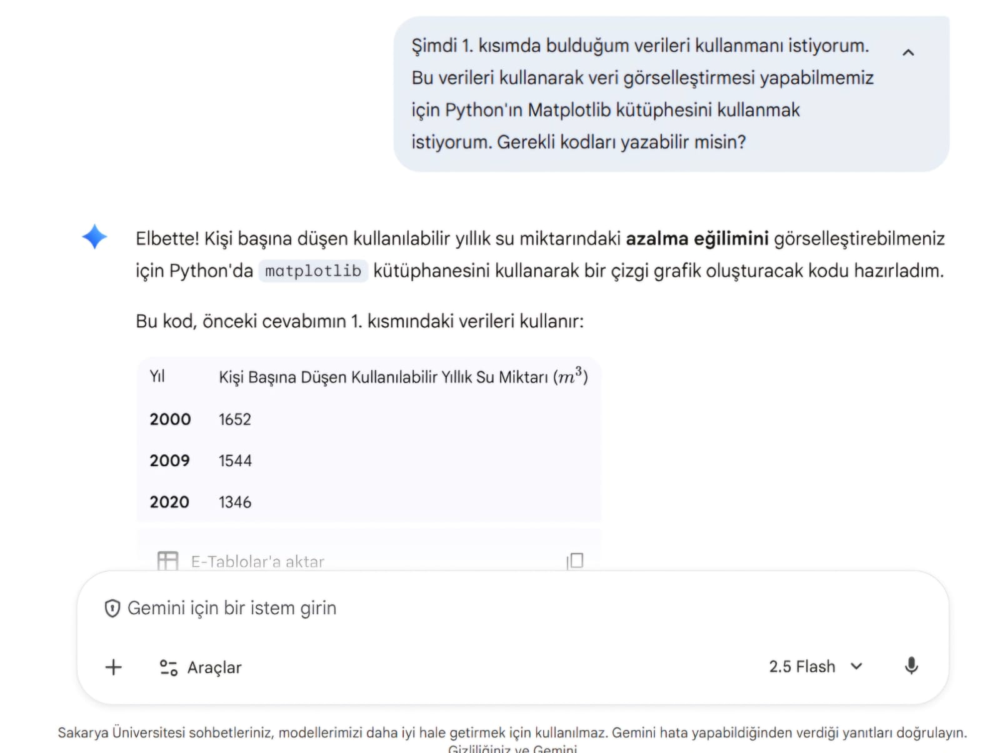 Şimdi 1. kısımda bulduğum verileri kullanmanı istiyorum.
Bu verileri kullanarak veri görselleştirmesi yapabilmemiz
için Python'ın Matplotlib kütüphesini kullanmak
istiyorum. Gerekli kodları yazabilir misin?
Elbette! Kişi başına düşen kullanılabilir yıllık su miktarındaki azalma eğilimini görselleştirebilmeniz
için Python'da matplotlib kütüphanesini kullanarak bir çizgi grafik oluşturacak kodu hazırladım.
Bu kod, önceki cevabımın 1. kısmındaki verileri kullanır:
Yıl Kişi Başına Düşen Kullanılabilir Yıllık Su Miktarı (m³)
2000 1652
2009 1544
2020 1346
E-Tablolar'a aktar
Gemini için bir istem girin
Araçlar 2.5 Flash
Sakarya Üniversitesi sohbetleriniz, modellerimizi daha iyi hale getirmek için kullanılmaz. Gemini hata yapabildiğinden verdiği yanıtları doğrulayın.
Gizliliğiniz ve Gemini